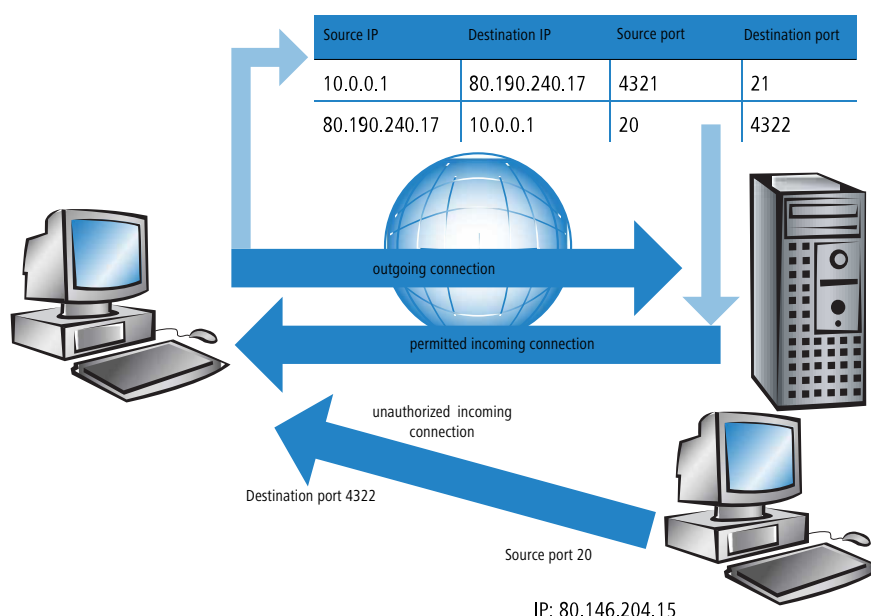 Source IP Destination IP Source port Destination port
10.0.0.1 80.190.240.17 4321 21
80.190.240.17 10.0.0.1 20 4322
outgoing connection
permitted incoming connection
unauthorized incoming
connection
Destination port 4322
Source port 20
IP: 80.146.204.15